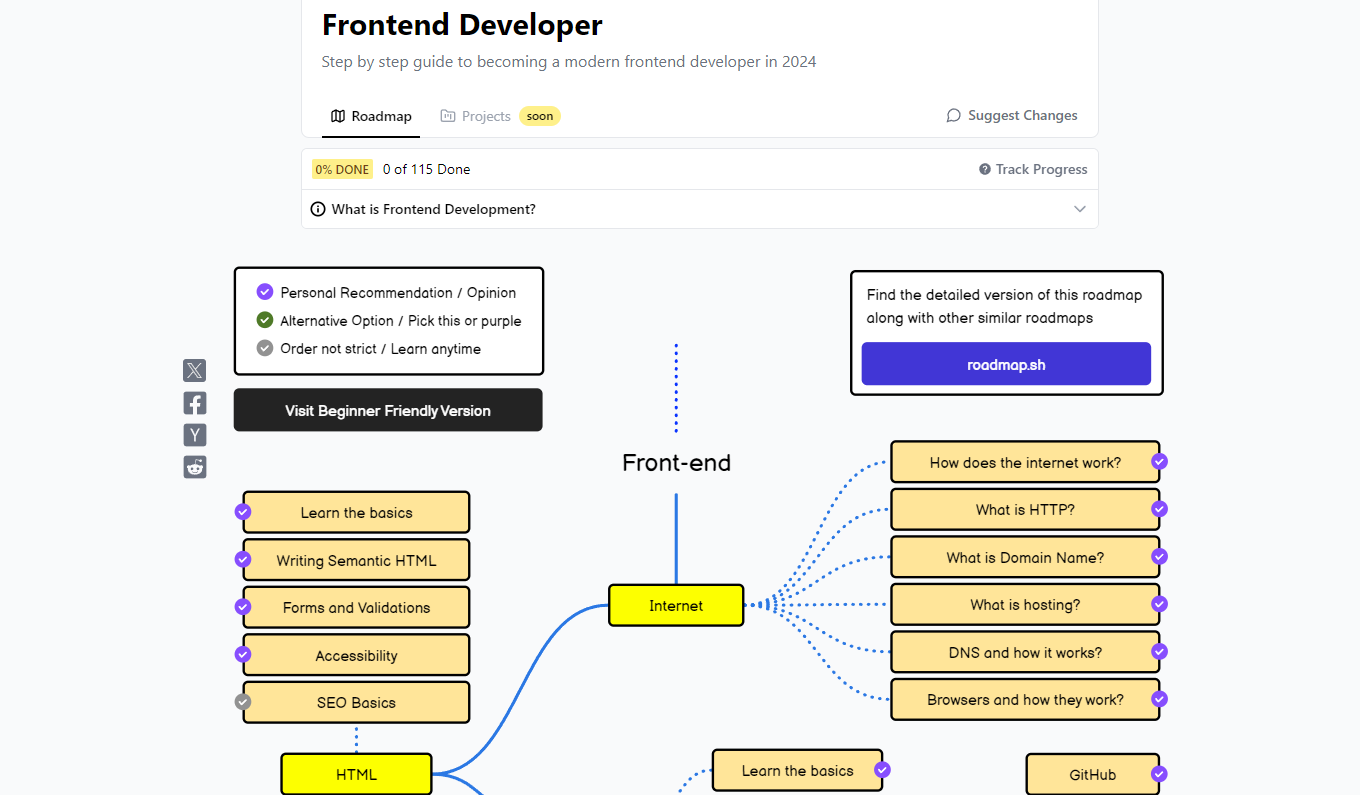 Frontend Developer
Step by step guide to becoming a modern frontend developer in 2024
Roadmap
Projects
soon
Suggest Changes
0% DONE
0 of 115 Done
Track Progress
What is Frontend Development?
Personal Recommendation / Opinion
Alternative Option / Pick this or purple
Order not strict / Learn anytime
Visit Beginner Friendly Version
Find the detailed version of this roadmap
along with other similar roadmaps
roadmap.sh
Front-end
Internet
How does the internet work?
What is HTTP?
What is Domain Name?
What is hosting?
DNS and how it works?
Browsers and how they work?
Learn the basics
Writing Semantic HTML
Forms and Validations
Accessibility
SEO Basics
HTML
Learn the basics
GitHub